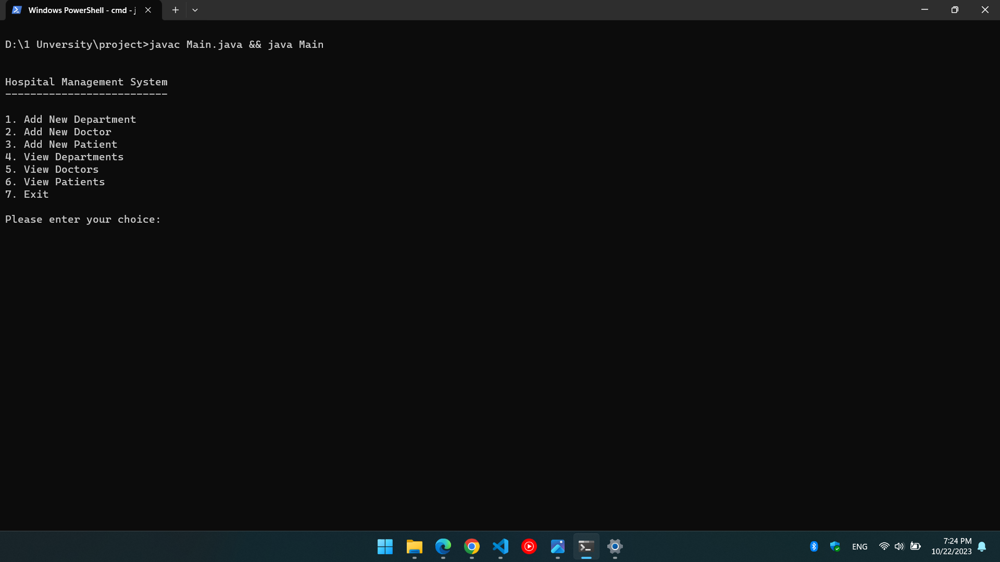 Windows PowerShell - cmd - j
D:\1 Unversity\project>javac Main.java && java Main
Hospital Management System
--------------------------
1. Add New Department
2. Add New Doctor
3. Add New Patient
4. View Departments
5. View Doctors
6. View Patients
7. Exit
Please enter your choice:
ENG
7:24 PM
10/22/2023